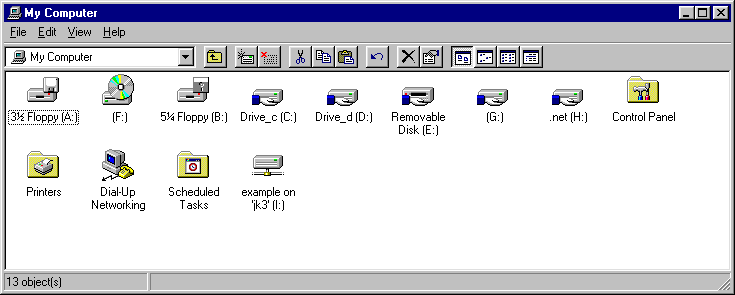 My Computer
File Edit View Help
My Computer
3½ Floppy (A:) (F:) 5¼ Floppy (B:) Drive_c (C:) Drive_d (D:) Removable Disk (E:) (G:) .net (H:) Control Panel
Printers Dial-Up Networking Scheduled Tasks example on 'jk3' (I:)
13 object(s)